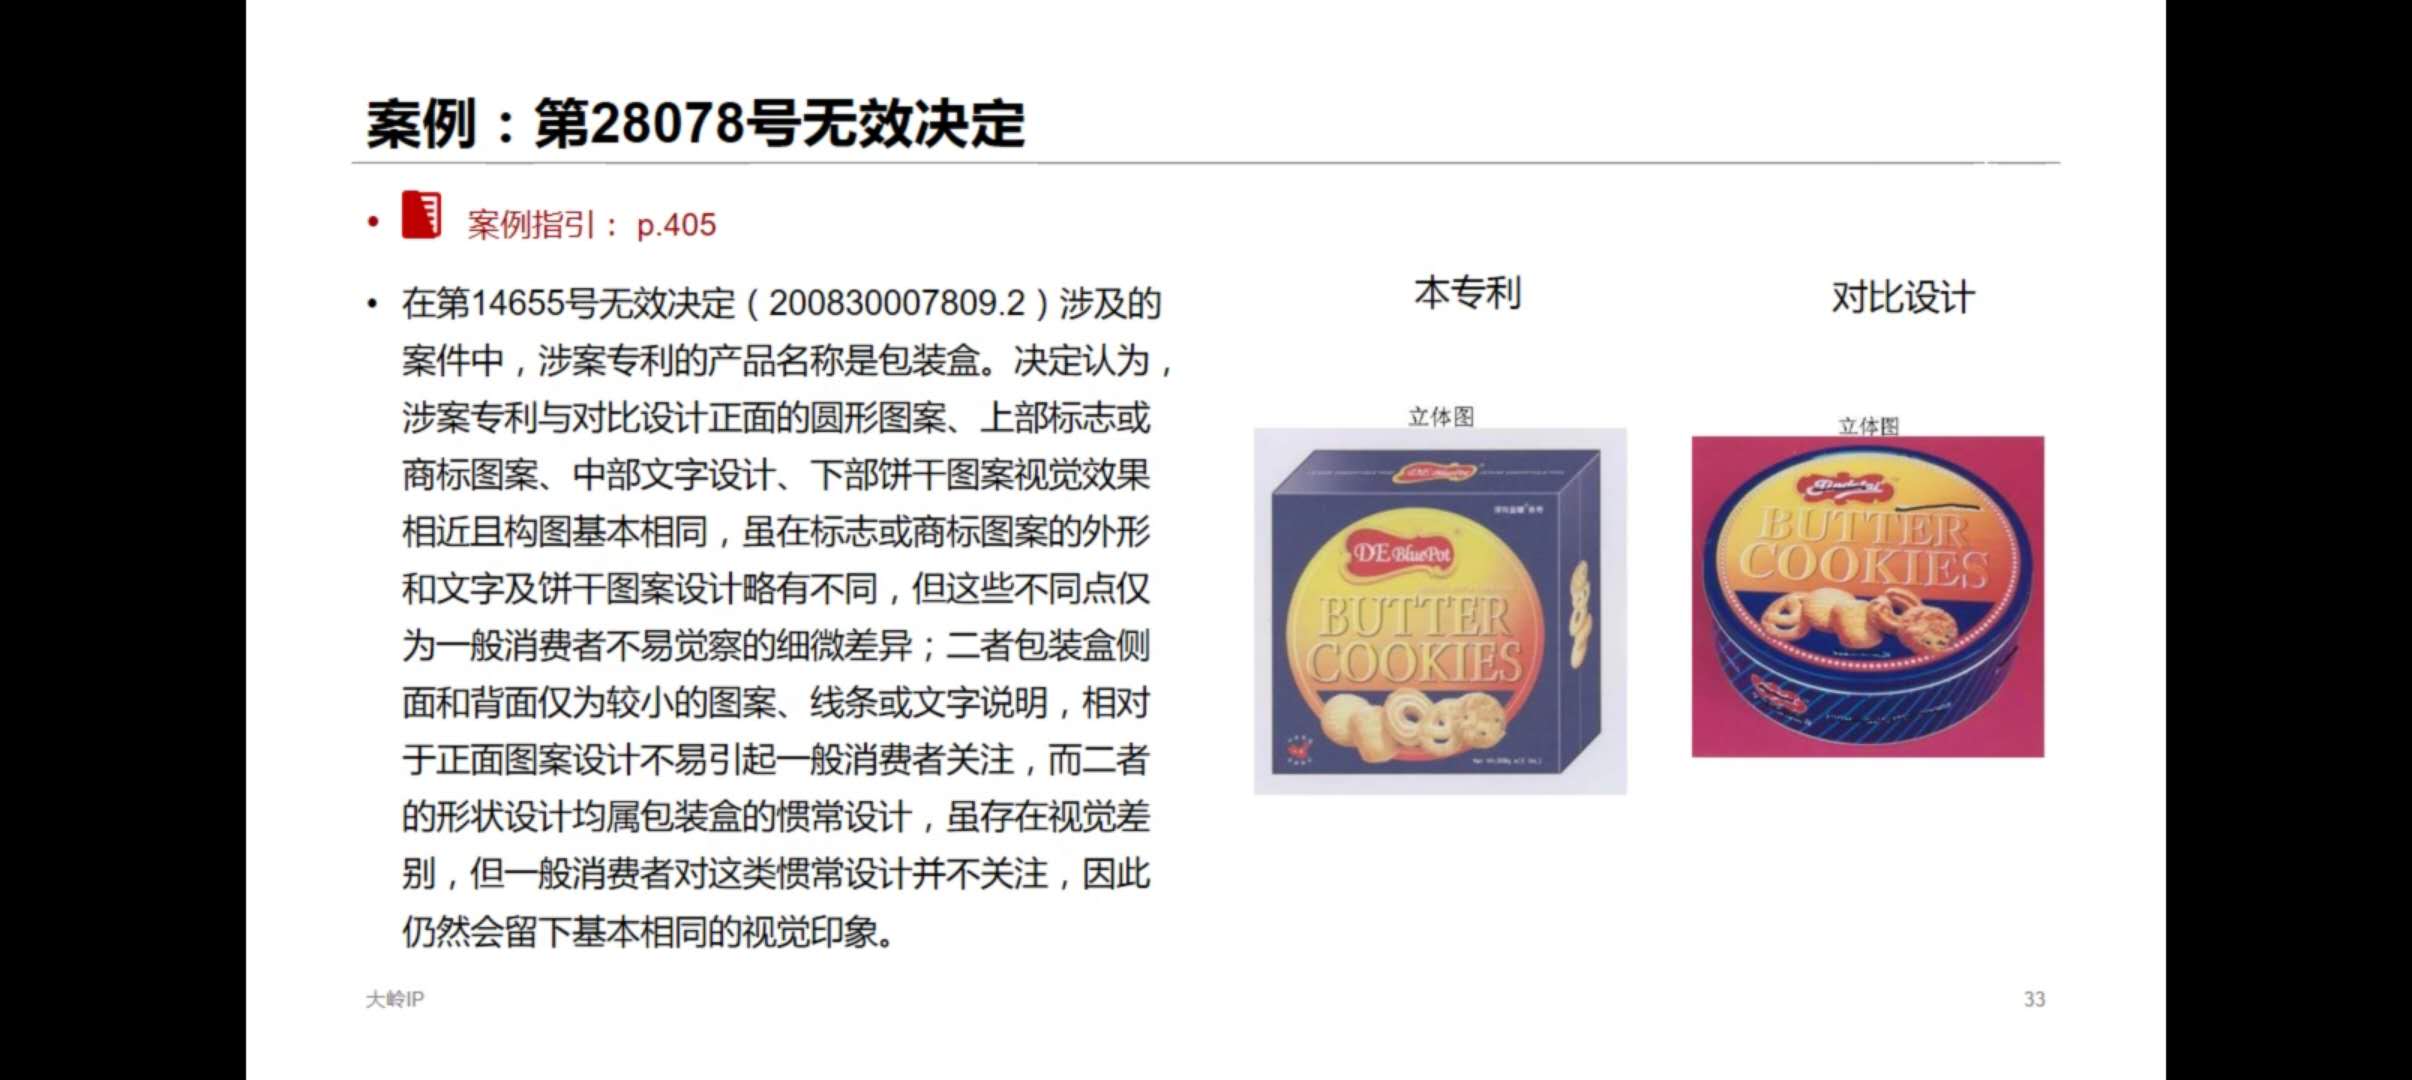 案例：第28078号无效决定
• 案例指引： p.405
• 在第14655号无效决定（200830007809.2）涉及的
案件中，涉案专利的产品名称是包装盒。决定认为，
涉案专利与对比设计正面的圆形图案、上部标志或
商标图案、中部文字设计、下部饼干图案视觉效果
相近且构图基本相同，虽在标志或商标图案的外形
和文字及饼干图案设计略有不同，但这些不同点仅
为一般消费者不易觉察的细微差异；二者包装盒侧
面和背面仅为较小的图案、线条或文字说明，相对
于正面图案设计不易引起一般消费者关注，而二者
的形状设计均属包装盒的惯常设计，虽存在视觉差
别，但一般消费者对这类惯常设计并不关注，因此
仍然会留下基本相同的视觉印象。
本专利
对比设计
立体图
DE BluePot
BUTTER
COOKIES
立体图
BUTTER
COOKIES
大岭IP
33